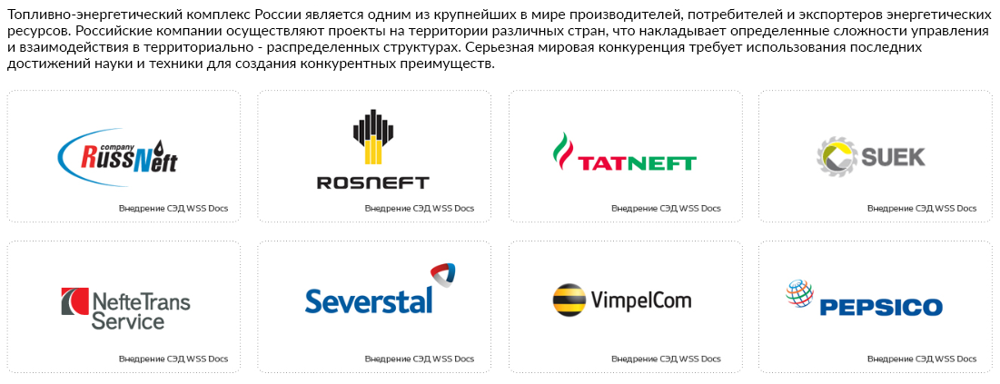 Топливно-энергетический комплекс России является одним из крупнейших в мире производителей, потребителей и экспортеров энергетических
ресурсов. Российские компании осуществляют проекты на территории различных стран, что накладывает определенные сложности управления
и взаимодействия в территориально - распределенных структурах. Серьезная мировая конкуренция требует использования последних
достижений науки и техники для создания конкурентных преимуществ.
company
RussNeft
Внедрение СЭД WSS Docs
ROSNEFT
Внедрение СЭД WSS Docs
TATNEFT
Внедрение СЭД WSS Docs
SUEK
Внедрение СЭД WSS Docs
NefteTrans
Service
Внедрение СЭД WSS Docs
Severstal
Внедрение СЭД WSS Docs
VimpelCom
Внедрение СЭД WSS Docs
PEPSICO
Внедрение СЭД WSS Docs